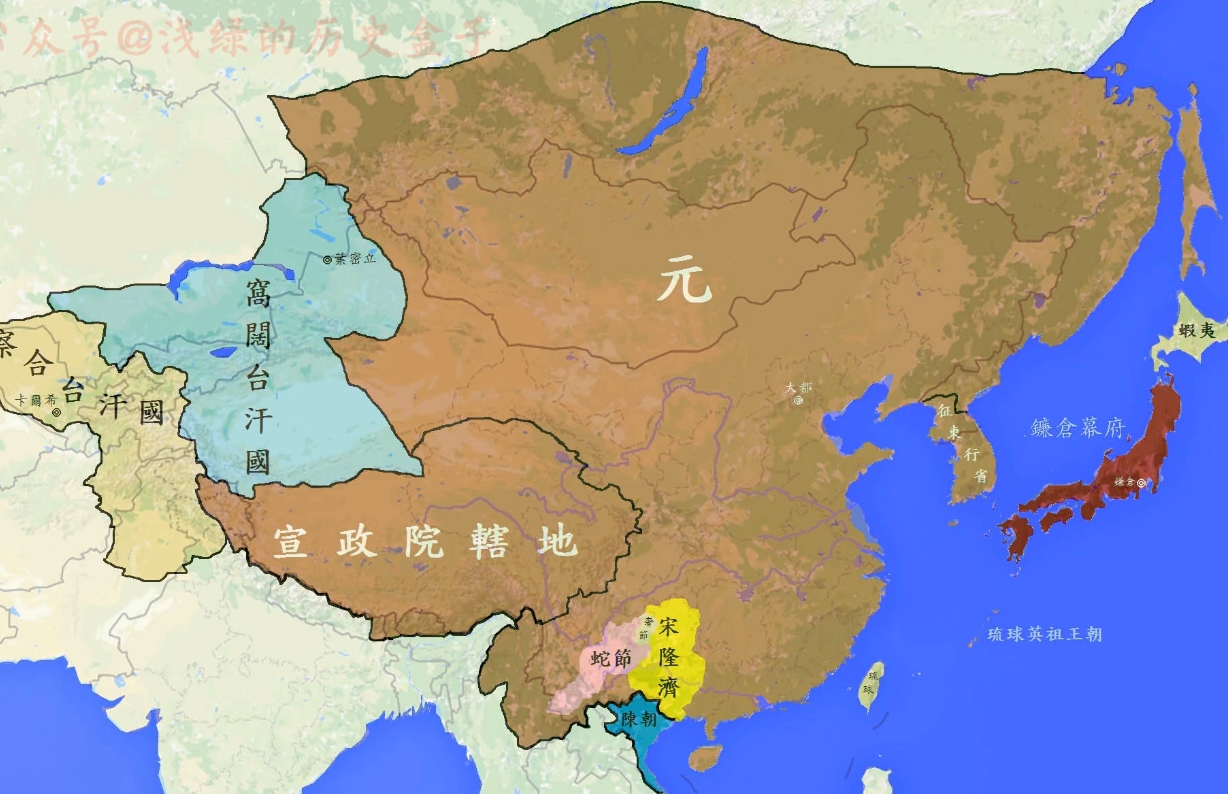 众号@浅绿的历史盒子
元
葉密立
窩闊台汗國
察合台汗國
卡爾希
大都
征東行省
蝦夷
鎌倉幕府
鎌倉
宣政院轄地
琉球英祖王朝
奢節
宋隆濟
蛇節
陳朝
琉球